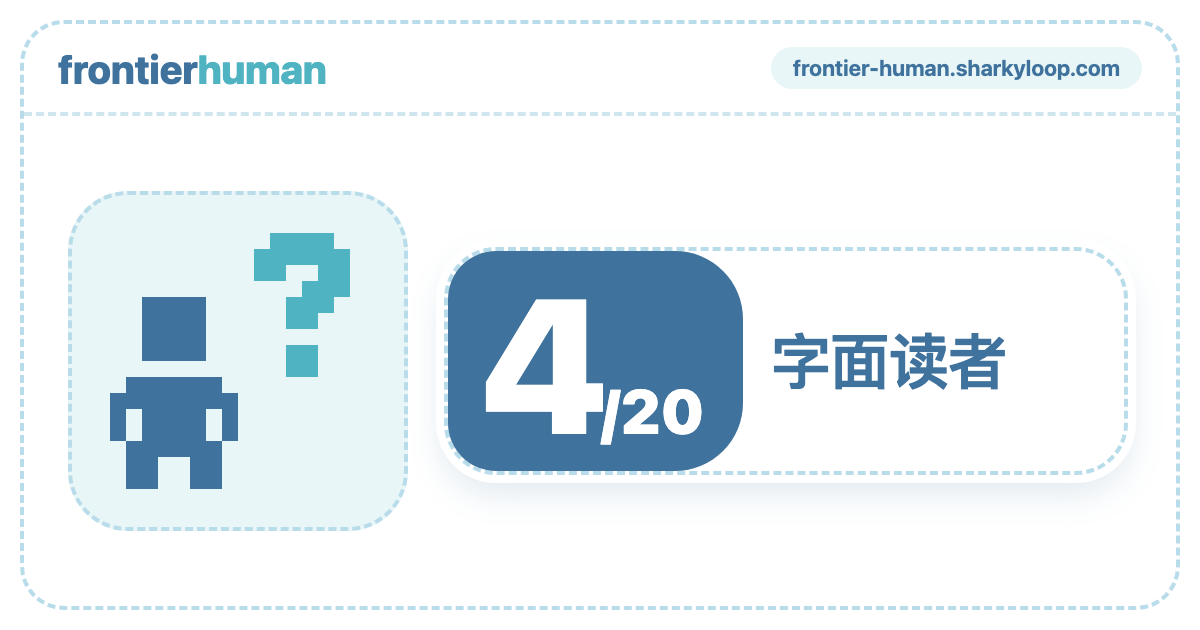 frontierhuman
frontier-human.sharkyloop.com
?
4/20
字面读者